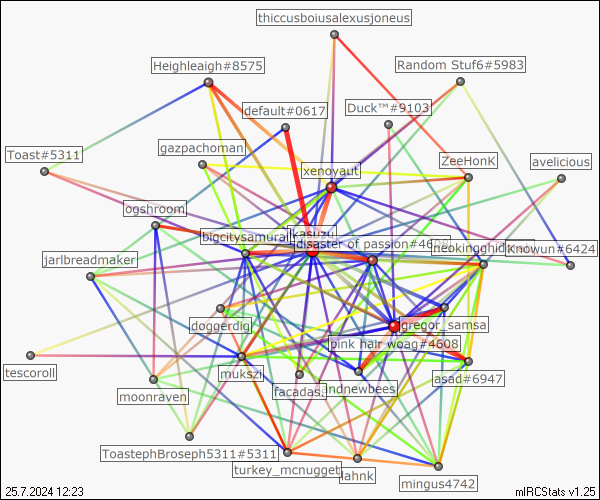 thiccusboiusalexusjoneus
Heighleaigh#8575
Random Stuf6#5983
default#0617
Duck™#9103
gazpachoman
Toast#5311
ZeeHonK
avelicious
xenoyaut
ogshroom
kasuzu
bigcitysamurai
disaster of passion#4608
neokingghid
Knowun#6424
jarlbreadmaker
doggerdig
gregor_samsa
pink hair woag#4608
tescoroll
mukszi
asad#6947
moonraven
facadas
andnewbees
ToastephBroseph5311#5311
turkey_mcnugget
lahnk
mingus4742
25.7.2024 12:23
mIRCStats v1.25